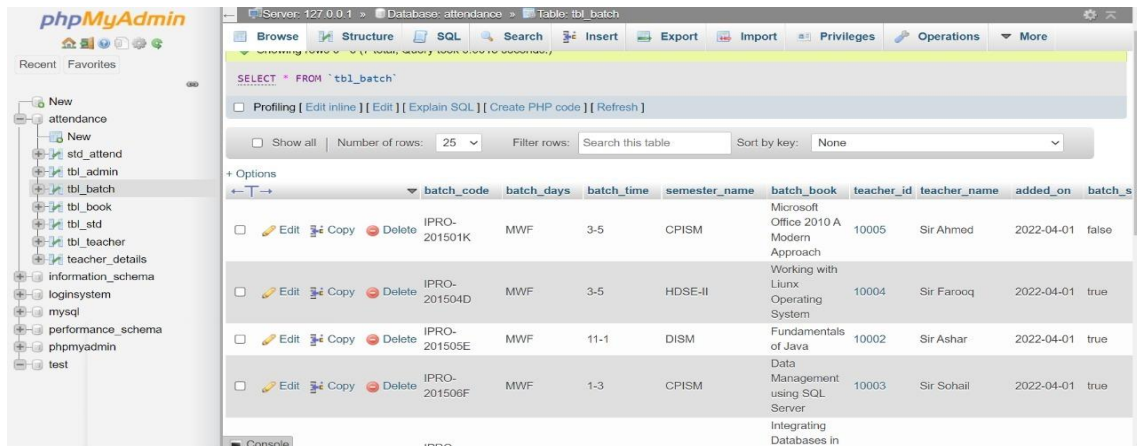 phpMyAdmin
Recent Favorites
New
attendance
New
std_attend
tbl_admin
tbl_batch
tbl_book
tbl_std
tbl_teacher
teacher_details
information_schema
loginsystem
mysql
performance_schema
phpmyadmin
test
Server: 127.0.0.1 » Database: attendance » Table: tbl_batch
Browse Structure SQL Search Insert Export Import Privileges Operations More
SELECT * FROM `tbl_batch`
Profiling [ Edit inline ] [ Edit ] [ Explain SQL ] [ Create PHP code ] [ Refresh ]
Show all | Number of rows: 25 Filter rows: Search this table Sort by key: None
+ Options
←T→ batch_code batch_days batch_time semester_name batch_book teacher_id teacher_name added_on batch_s
Edit Copy Delete IPRO-201501K MWF 3-5 CPISM Microsoft Office 2010 A Modern Approach 10005 Sir Ahmed 2022-04-01 false
Edit Copy Delete IPRO-201504D MWF 3-5 HDSE-II Working with Liunx Operating System 10004 Sir Farooq 2022-04-01 true
Edit Copy Delete IPRO-201505E MWF 11-1 DISM Fundamentals of Java 10002 Sir Ashar 2022-04-01 true
Edit Copy Delete IPRO-201506F MWF 1-3 CPISM Data Management using SQL Server 10003 Sir Sohail 2022-04-01 true
Integrating
Databases in
Console